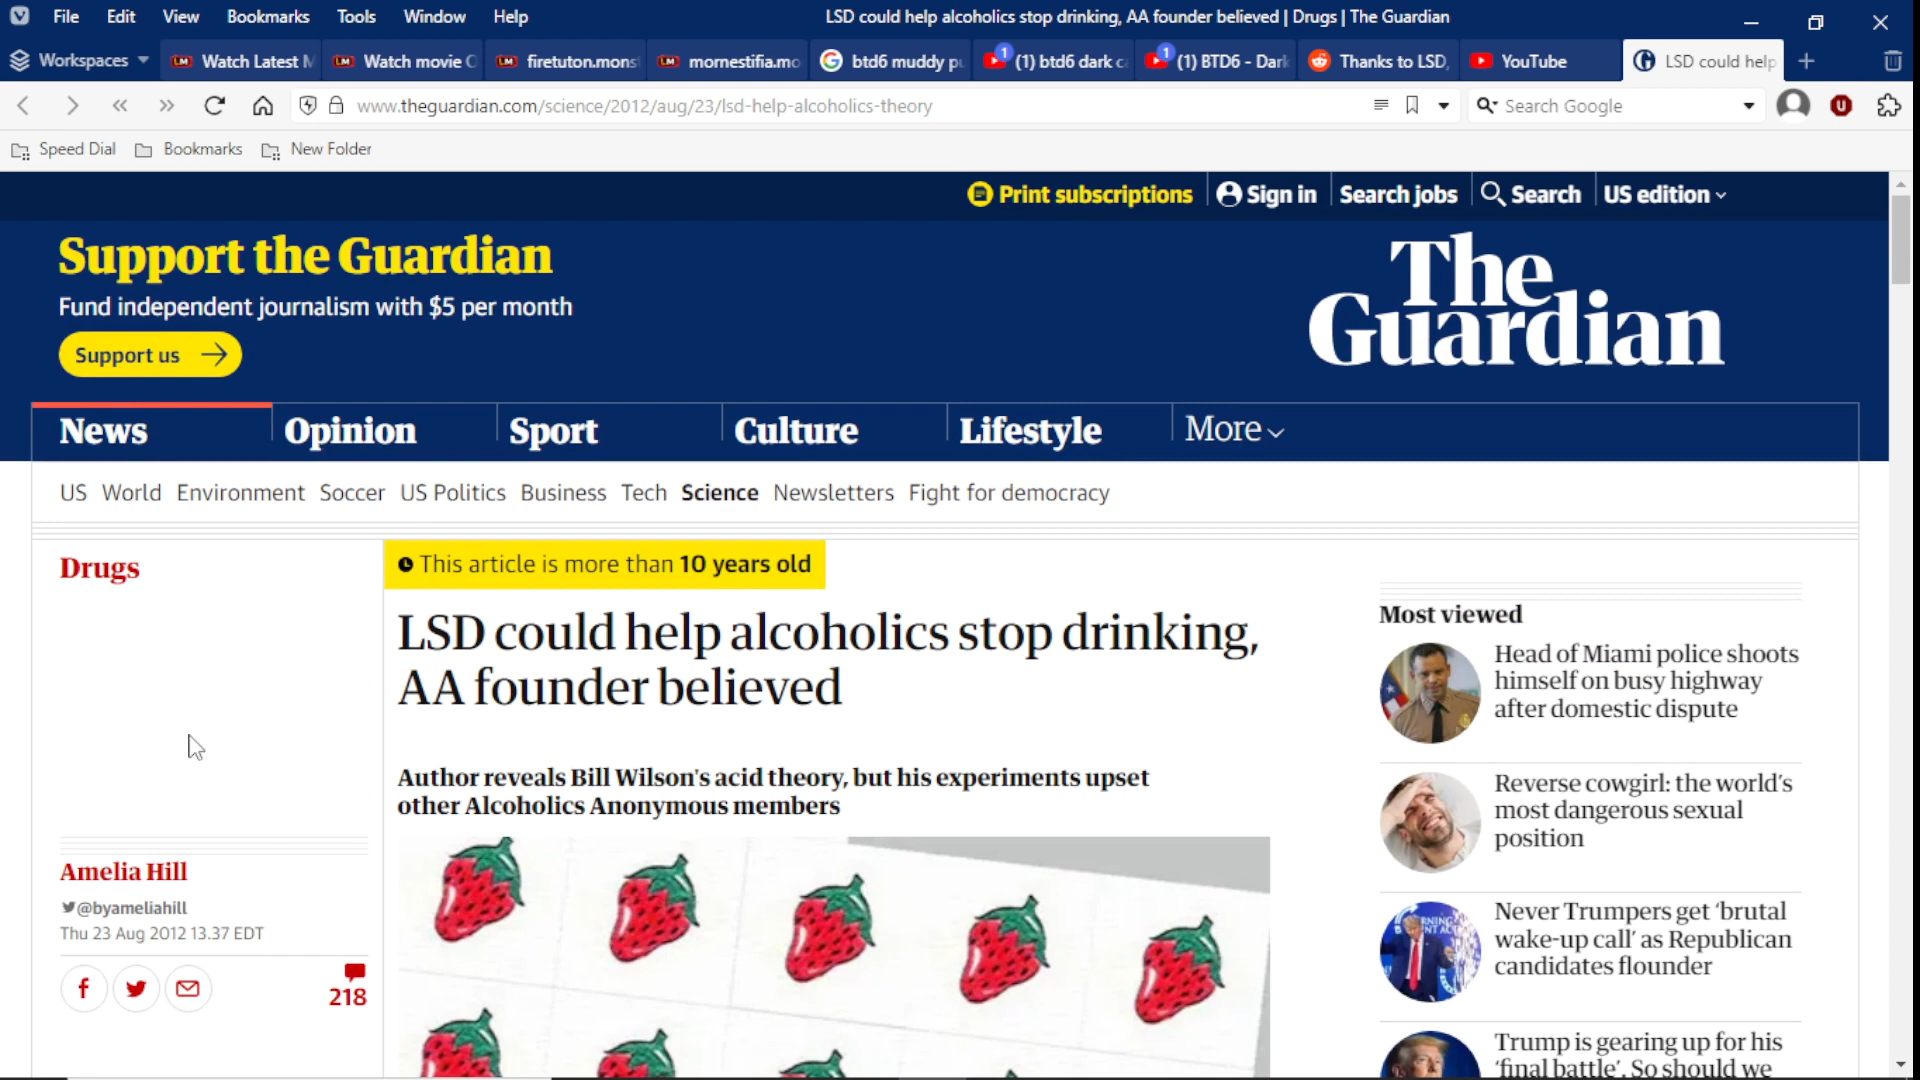 File Edit View Bookmarks Tools Window Help
LSD could help alcoholics stop drinking, AA founder believed | Drugs | The Guardian
Workspaces
LM Watch Latest M
LM Watch movie C
LM firetuton.mons
LM mornestifia.mo
btd6 muddy pu
1 (1) btd6 dark ca
1 (1) BTD6 - Dark
Thanks to LSD,
YouTube
LSD could help
www.theguardian.com/science/2012/aug/23/lsd-help-alcoholics-theory
Search Google
Speed Dial Bookmarks New Folder
Print subscriptions Sign in Search jobs Search US edition
Support the Guardian
Fund independent journalism with $5 per month
Support us
The
Guardian
News Opinion Sport Culture Lifestyle More
US World Environment Soccer US Politics Business Tech Science Newsletters Fight for democracy
Drugs
This article is more than 10 years old
LSD could help alcoholics stop drinking,
AA founder believed
Author reveals Bill Wilson's acid theory, but his experiments upset
other Alcoholics Anonymous members
Amelia Hill
@byameliahill
Thu 23 Aug 2012 13.37 EDT
218
Most viewed
Head of Miami police shoots
himself on busy highway
after domestic dispute
Reverse cowgirl: the world's
most dangerous sexual
position
Never Trumpers get 'brutal
wake-up call' as Republican
candidates flounder
Trump is gearing up for his
'final battle'. So should we